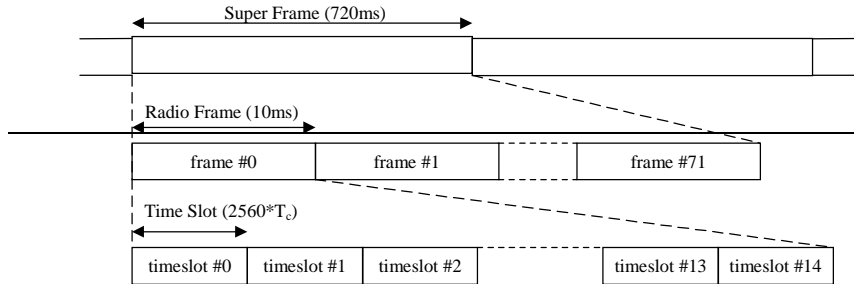 Super Frame (720ms)
Radio Frame (10ms)
frame #0 frame #1 frame #71
Time Slot (2560*Tc)
timeslot #0 timeslot #1 timeslot #2 timeslot #13 timeslot #14